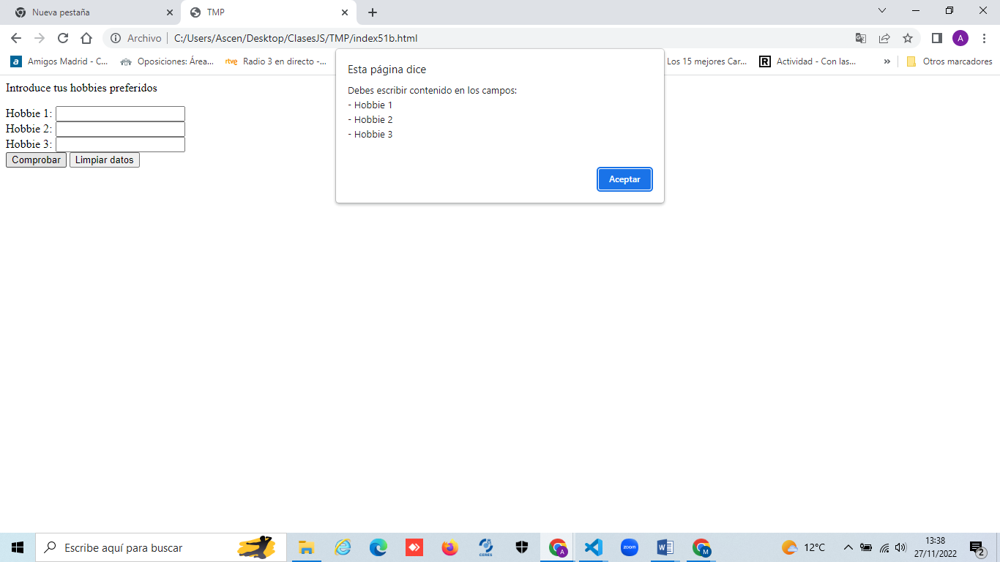 Nueva pestaña
TMP
Archivo
C:/Users/Ascen/Desktop/ClasesJS/TMP/index51b.html
A
a
Amigos Madrid - C...
Oposiciones: Área...
rtve
Radio 3 en directo -...
Los 15 mejores Car...
R
Actividad - Con las...
»
Otros marcadores
Esta página dice
Debes escribir contenido en los campos:
- Hobbie 1
- Hobbie 2
- Hobbie 3
Aceptar
Introduce tus hobbies preferidos
Hobbie 1:
Hobbie 2:
Hobbie 3:
Comprobar
Limpiar datos
Escribe aquí para buscar
CERES
A
zoom
W
M
12°C
13:38
27/11/2022
2